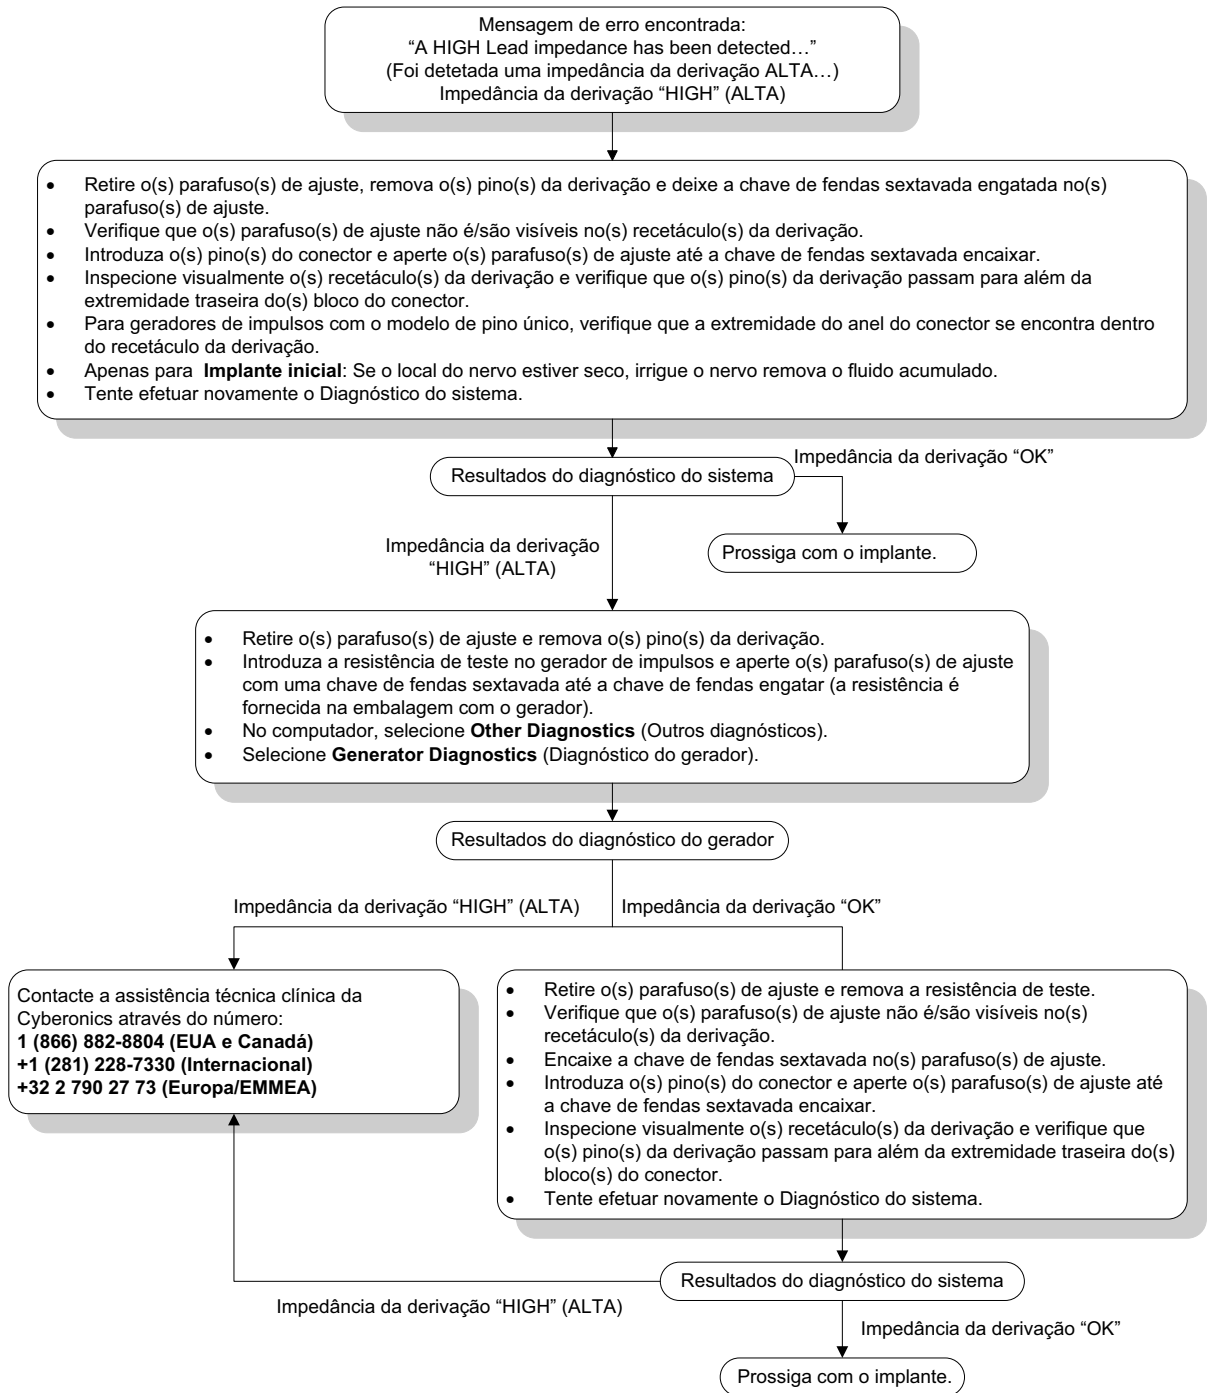 Mensagem de erro encontrada:
“A HIGH Lead impedance has been detected…”
(Foi detetada uma impedância da derivação ALTA…)
Impedância da derivação “HIGH” (ALTA)
• Retire o(s) parafuso(s) de ajuste, remova o(s) pino(s) da derivação e deixe a chave de fendas sextavada engatada no(s)
parafuso(s) de ajuste.
• Verifique que o(s) parafuso(s) de ajuste não é/são visíveis no(s) recetáculo(s) da derivação.
• Introduza o(s) pino(s) do conector e aperte o(s) parafuso(s) de ajuste até a chave de fendas sextavada encaixar.
• Inspecione visualmente o(s) recetáculo(s) da derivação e verifique que o(s) pino(s) da derivação passam para além da
extremidade traseira do(s) bloco do conector.
• Para geradores de impulsos com o modelo de pino único, verifique que a extremidade do anel do conector se encontra dentro
do recetáculo da derivação.
• Apenas para Implante inicial: Se o local do nervo estiver seco, irrigue o nervo remova o fluido acumulado.
• Tente efetuar novamente o Diagnóstico do sistema.
Resultados do diagnóstico do sistema
Impedância da derivação “OK”
Prossiga com o implante.
Impedância da derivação
“HIGH” (ALTA)
• Retire o(s) parafuso(s) de ajuste e remova o(s) pino(s) da derivação.
• Introduza a resistência de teste no gerador de impulsos e aperte o(s) parafuso(s) de ajuste
com uma chave de fendas sextavada até a chave de fendas engatar (a resistência é
fornecida na embalagem com o gerador).
• No computador, selecione Other Diagnostics (Outros diagnósticos).
• Selecione Generator Diagnostics (Diagnóstico do gerador).
Resultados do diagnóstico do gerador
Impedância da derivação “HIGH” (ALTA)
Impedância da derivação “OK”
Contacte a assistência técnica clínica da
Cyberonics através do número:
1 (866) 882-8804 (EUA e Canadá)
+1 (281) 228-7330 (Internacional)
+32 2 790 27 73 (Europa/EMMEA)
• Retire o(s) parafuso(s) de ajuste e remova a resistência de teste.
• Verifique que o(s) parafuso(s) de ajuste não é/são visíveis no(s)
recetáculo(s) da derivação.
• Encaixe a chave de fendas sextavada no(s) parafuso(s) de ajuste.
• Introduza o(s) pino(s) do conector e aperte o(s) parafuso(s) de ajuste até
a chave de fendas sextavada encaixar.
• Inspecione visualmente o(s) recetáculo(s) da derivação e verifique que
o(s) pino(s) da derivação passam para além da extremidade traseira do(s)
bloco(s) do conector.
• Tente efetuar novamente o Diagnóstico do sistema.
Resultados do diagnóstico do sistema
Impedância da derivação “HIGH” (ALTA)
Impedância da derivação “OK”
Prossiga com o implante.